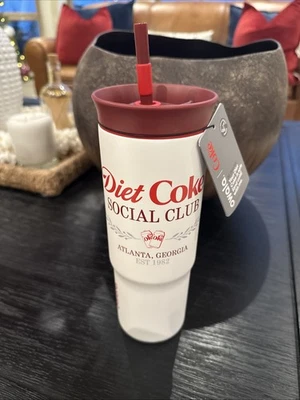 Diet Coke
SOCIAL CLUB
ATLANTA, GEORGIA
EST 1982